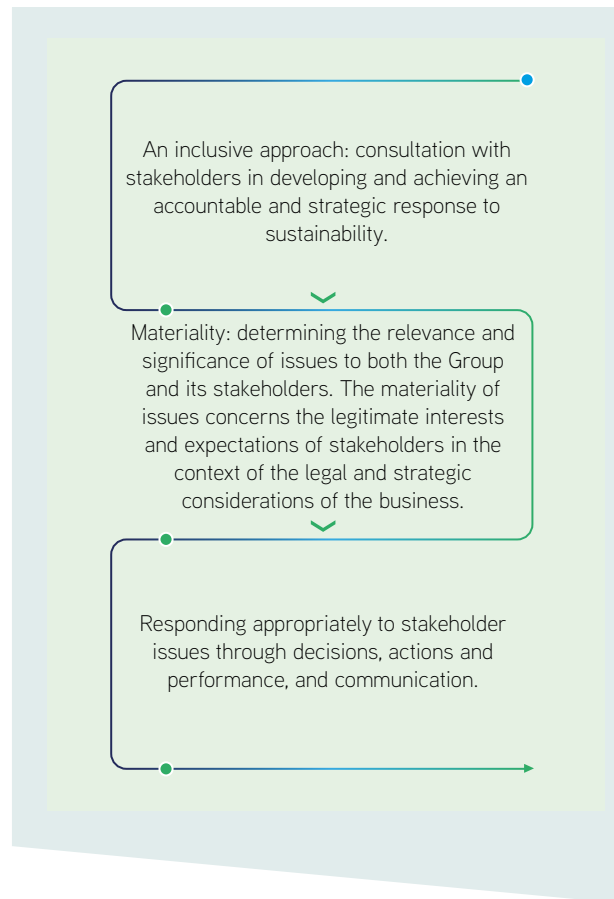 An inclusive approach: consultation with
stakeholders in developing and achieving an
accountable and strategic response to
sustainability.
Materiality: determining the relevance and
significance of issues to both the Group
and its stakeholders. The materiality of
issues concerns the legitimate interests
and expectations of stakeholders in the
context of the legal and strategic
considerations of the business.
Responding appropriately to stakeholder
issues through decisions, actions and
performance, and communication.